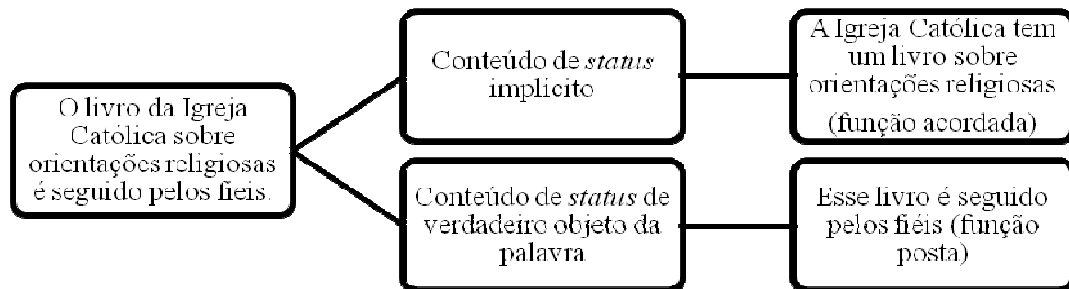 O livro da Igreja
Católica sobre
orientações religiosas
é seguido pelos fieis.
Conteúdo de status
implícito
A Igreja Católica tem
um livro sobre
orientações religiosas
(função acordada)
Conteúdo de status de
verdadeiro objeto da
palavra
Esse livro é seguido
pelos fiéis (função
posta)